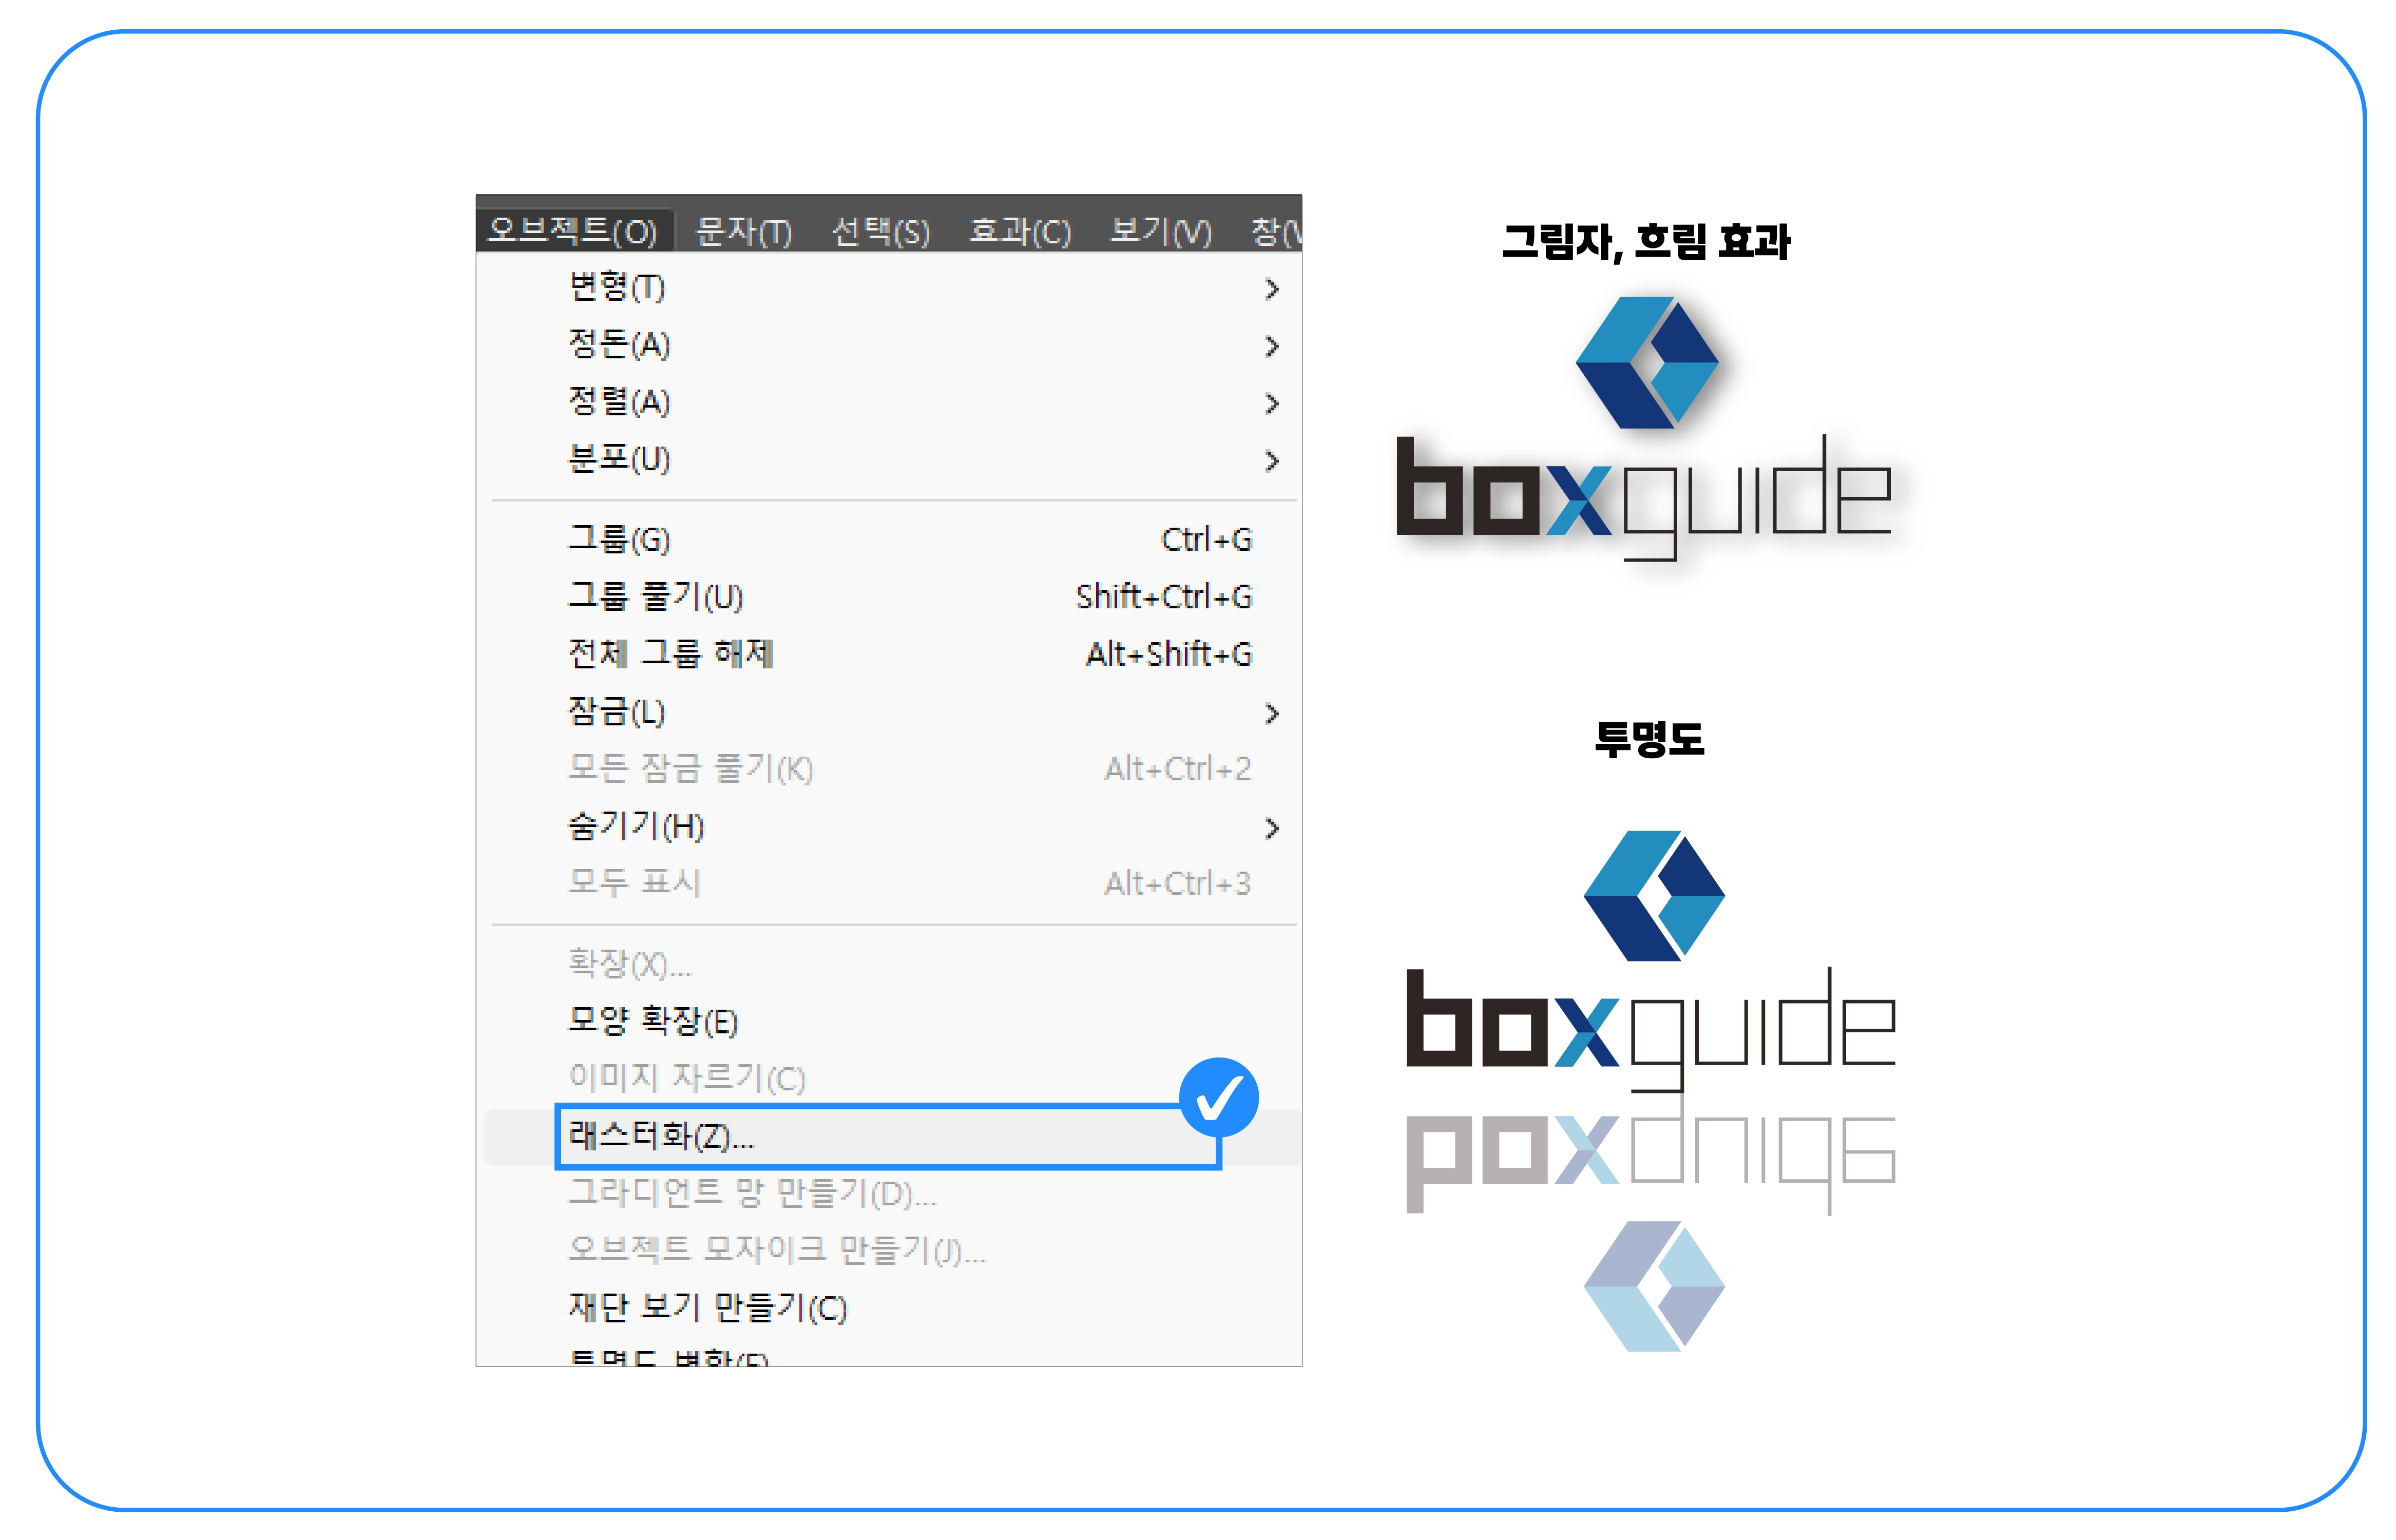 오브젝트(O) 문자(T) 선택(S) 효과(C) 보기(V) 창(
변형(T)
정돈(A)
정렬(A)
분포(U)
그룹(G) Ctrl+G
그룹 풀기(U) Shift+Ctrl+G
전체 그룹 해제 Alt+Shift+G
잠금(L)
모든 잠금 풀기(K) Alt+Ctrl+2
숨기기(H)
모두 표시 Alt+Ctrl+3
확장(X)...
모양 확장(E)
이미지 자르기(C)
래스터화(Z)...
그라디언트 망 만들기(D)...
오브젝트 모자이크 만들기(J)...
재단 보기 만들기(C)
그림자, 흐림 효과
boxguide
투명도
boxguide
boxguide